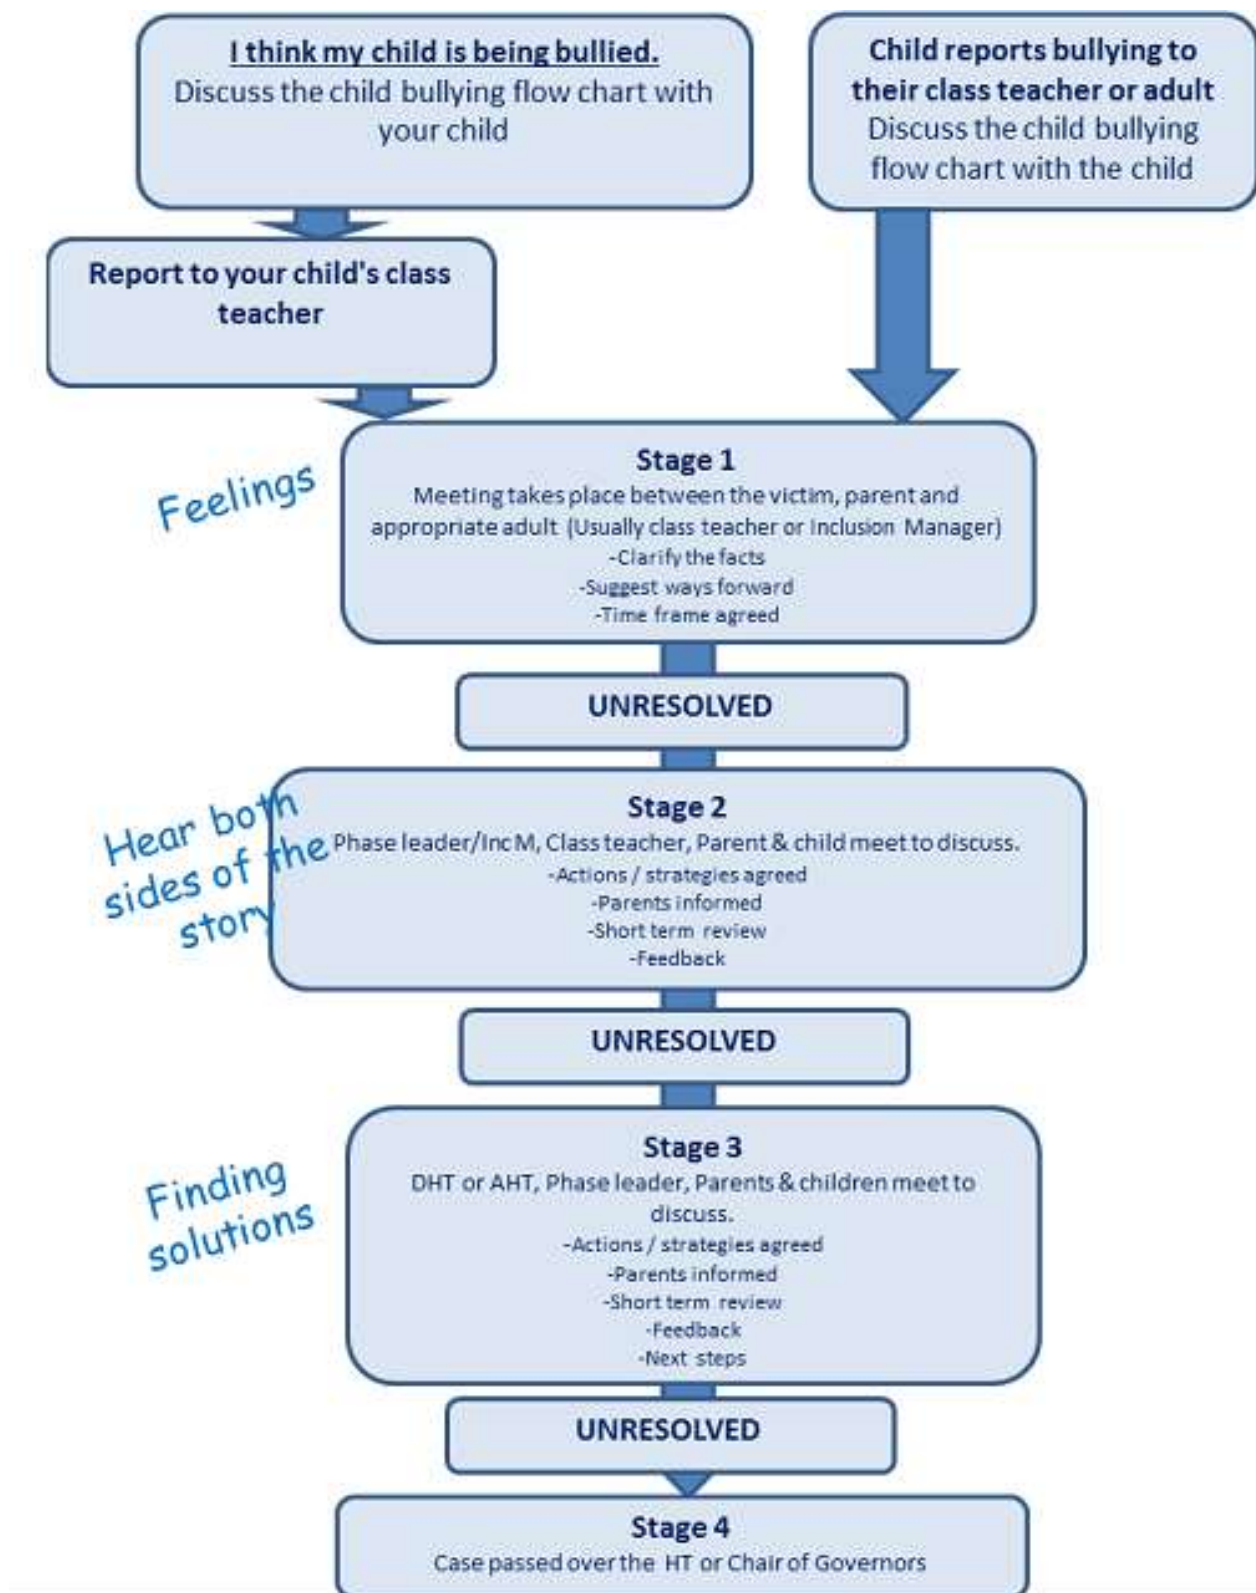 I think my child is being bullied.
Discuss the child bullying flow chart with
your child
Child reports bullying to
their class teacher or adult
Discuss the child bullying
flow chart with the child
Report to your child's class
teacher
Feelings
Stage 1
Meeting takes place between the victim, parent and
appropriate adult (Usually class teacher or Inclusion Manager)
-Clarify the facts
-Suggest ways forward
-Time frame agreed
UNRESOLVED
Hear both
sides of the
story
Stage 2
Phase leader/Inc M, Class teacher, Parent & child meet to discuss.
-Actions / strategies agreed
-Parents informed
-Short term review
-Feedback
UNRESOLVED
Finding
solutions
Stage 3
DHT or AHT, Phase leader, Parents & children meet to
discuss.
-Actions / strategies agreed
-Parents informed
-Short term review
-Feedback
-Next steps
UNRESOLVED
Stage 4
Case passed over the HT or Chair of Governors